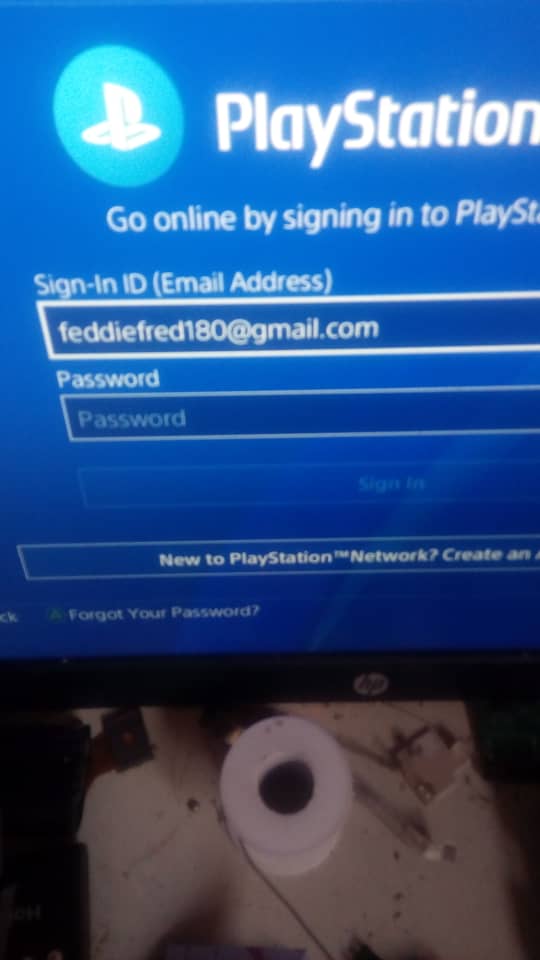 PlayStation
Go online by signing in to PlaySta
Sign-In ID (Email Address)
feddiefred180@gmail.com
Password
Password
Sign In
New to PlayStation™Network? Create an A
ck Forgot Your Password?
hp